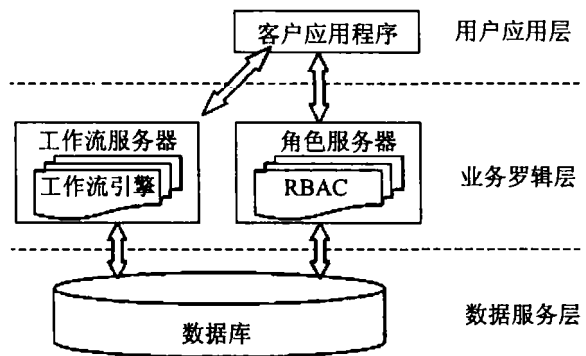 客户应用程序
用户应用层
工作流服务器
角色服务器
工作流引擎
RBAC
业务罗辑层
数据库
数据服务层